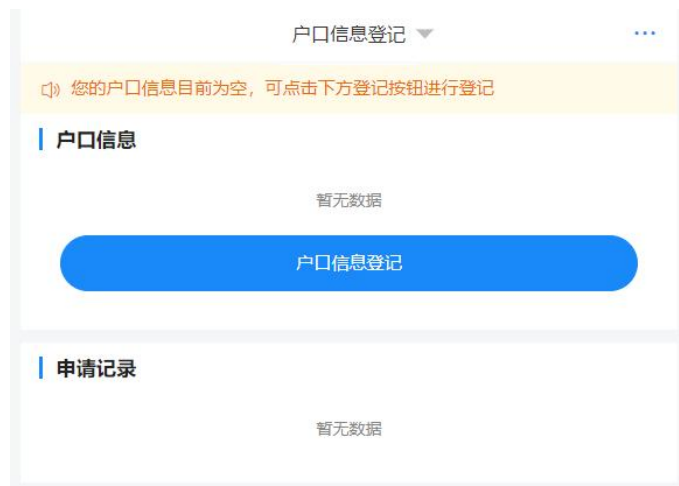 户口信息登记
您的户口信息目前为空，可点击下方登记按钮进行登记
户口信息
暂无数据
户口信息登记
申请记录
暂无数据